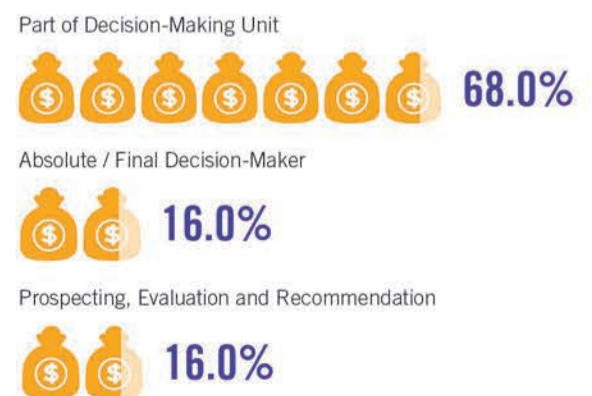 Part of Decision-Making Unit
$ $ $ $ $ $ $ 68.0%
Absolute / Final Decision-Maker
$ $ 16.0%
Prospecting, Evaluation and Recommendation
$ $ 16.0%